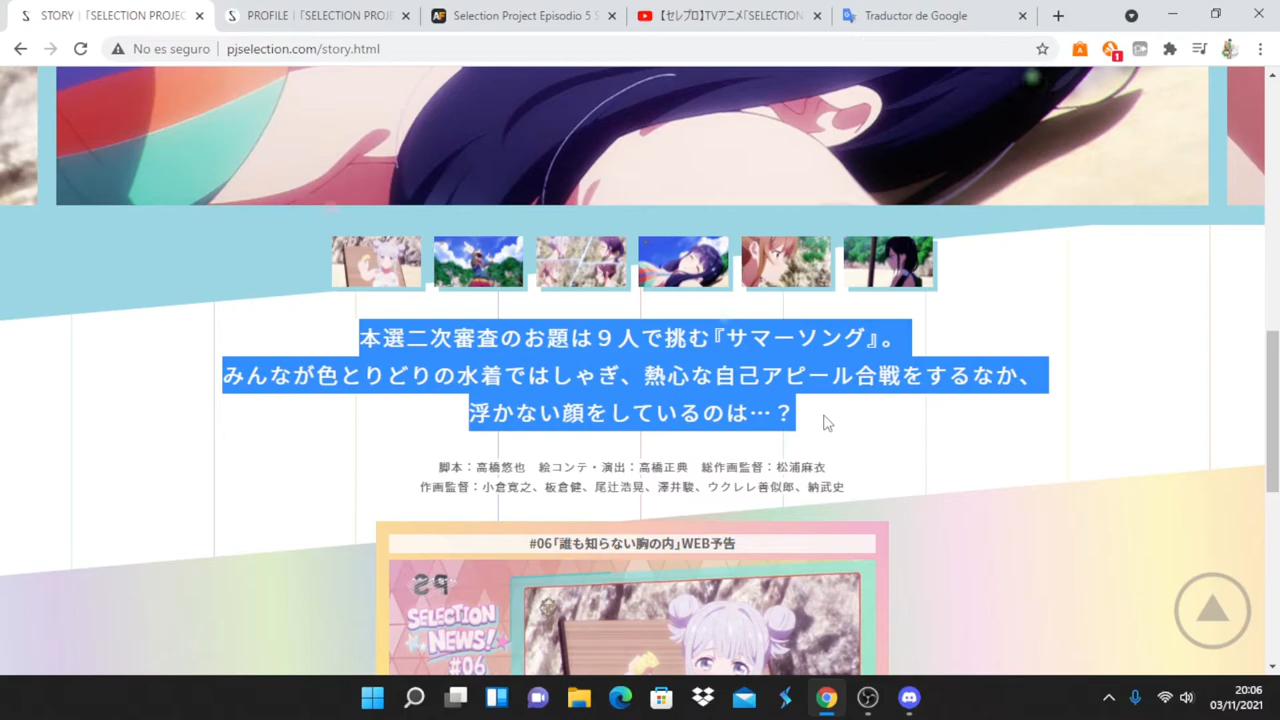 STORY |「SELECTION PROJEC
PROFILE |「SELECTION PROJE
Selection Project Episodio 5 S
【セレプロ】TVアニメ「SELECTION
Traductor de Google
No es seguro
pjselection.com/story.html
1
本選二次審査のお題は９人で挑む『サマーソング』。
みんなが色とりどりの水着ではしゃぎ、熱心な自己アピール合戦をするなか、
浮かない顔をしているのは…？
脚本：高橋悠也　絵コンテ・演出：高橋正典　総作画監督：松浦麻衣
作画監督：小倉寛之、板倉健、尾辻浩晃、澤井駿、ウクレレ善似郎、納武史
#06「誰も知らない胸の内」WEB予告
SELECTION
NEWS!
#06
20:06
03/11/2021